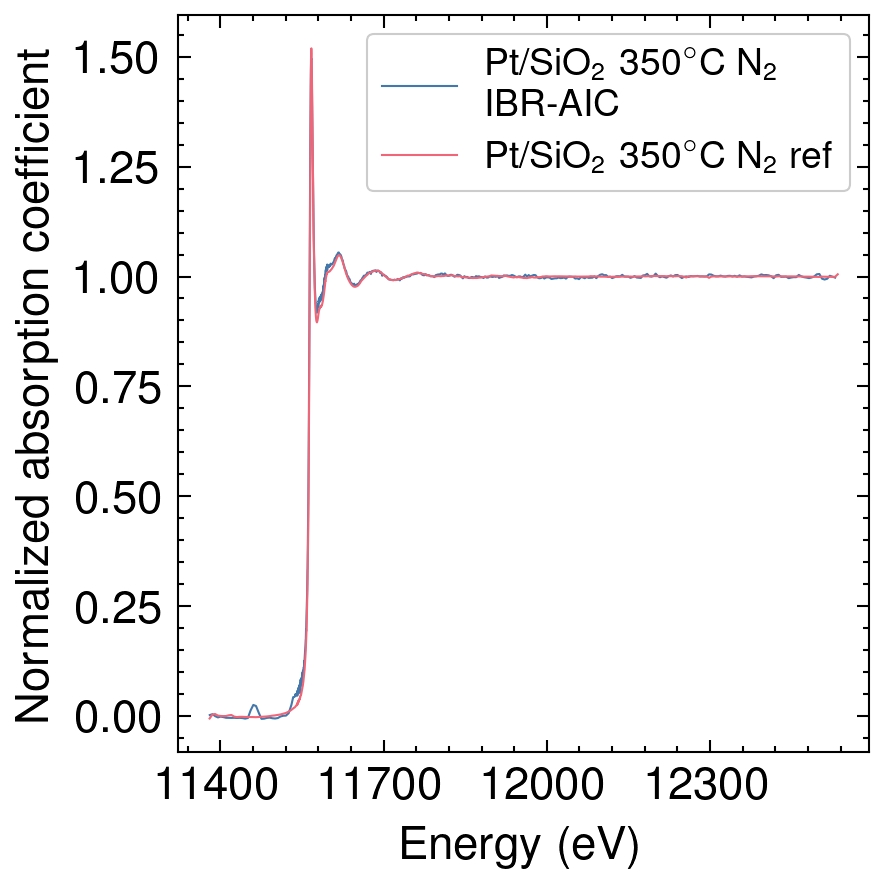 Pt/SiO₂ 350°C N₂
IBR-AIC
Pt/SiO₂ 350°C N₂ ref
Normalized absorption coefficient
1.50
1.25
1.00
0.75
0.50
0.25
0.00
11400 11700 12000 12300
Energy (eV)